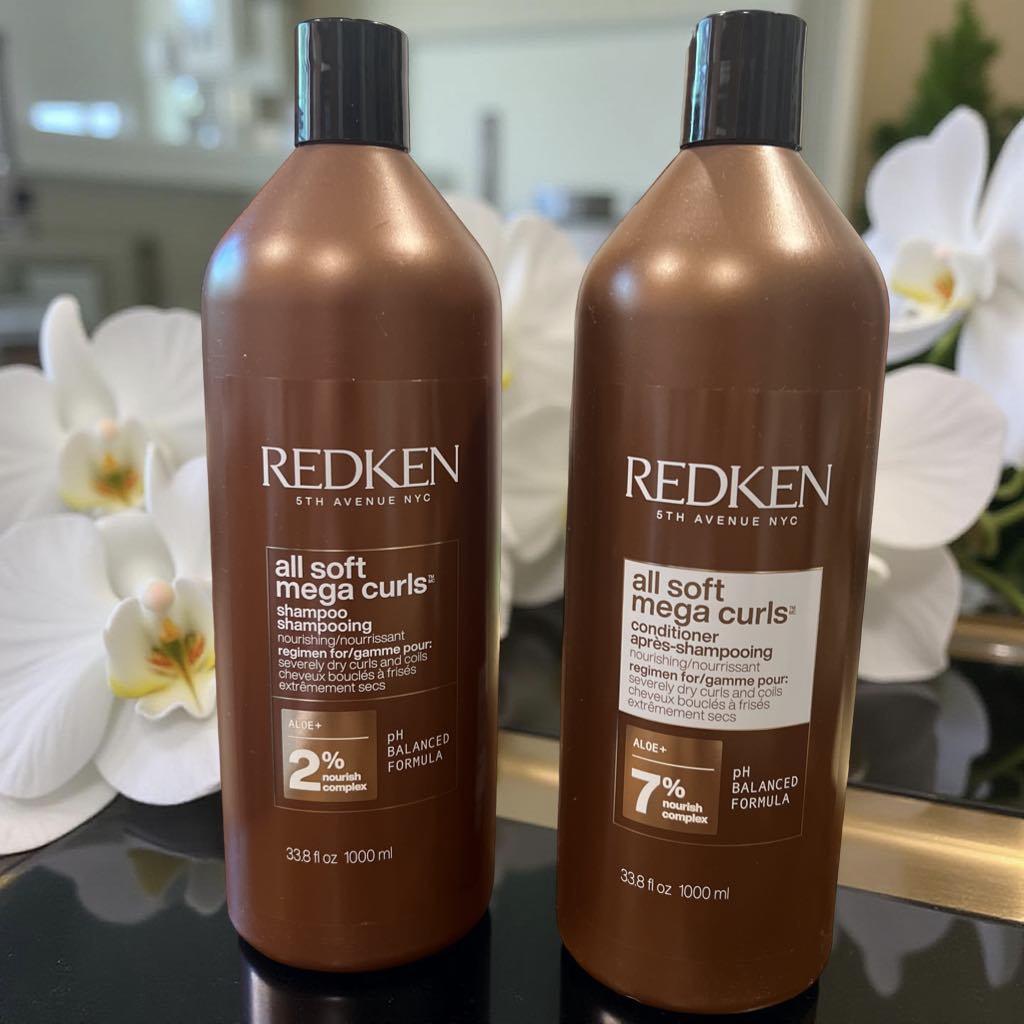 REDKEN
5TH AVENUE NYC
all soft
mega curls
shampoo
shampooing
nourishing/nourrissant
regimen for/gamme pour:
severely dry curls and coils
cheveux bouclés à frisés
extrêmement secs
ALOE+
2%
nourish
complex
pH
BALANCED
FORMULA
33.8 fl oz 1000 ml
REDKEN
5TH AVENUE NYC
all soft
mega curls
conditioner
après-shampooing
nourishing/nourrissant
regimen for/gamme pour:
severely dry curls and coils
cheveux bouclés à frisés
extrêmement secs
ALOE+
7%
nourish
complex
pH
BALANCED
FORMULA
33.8 fl oz 1000 ml